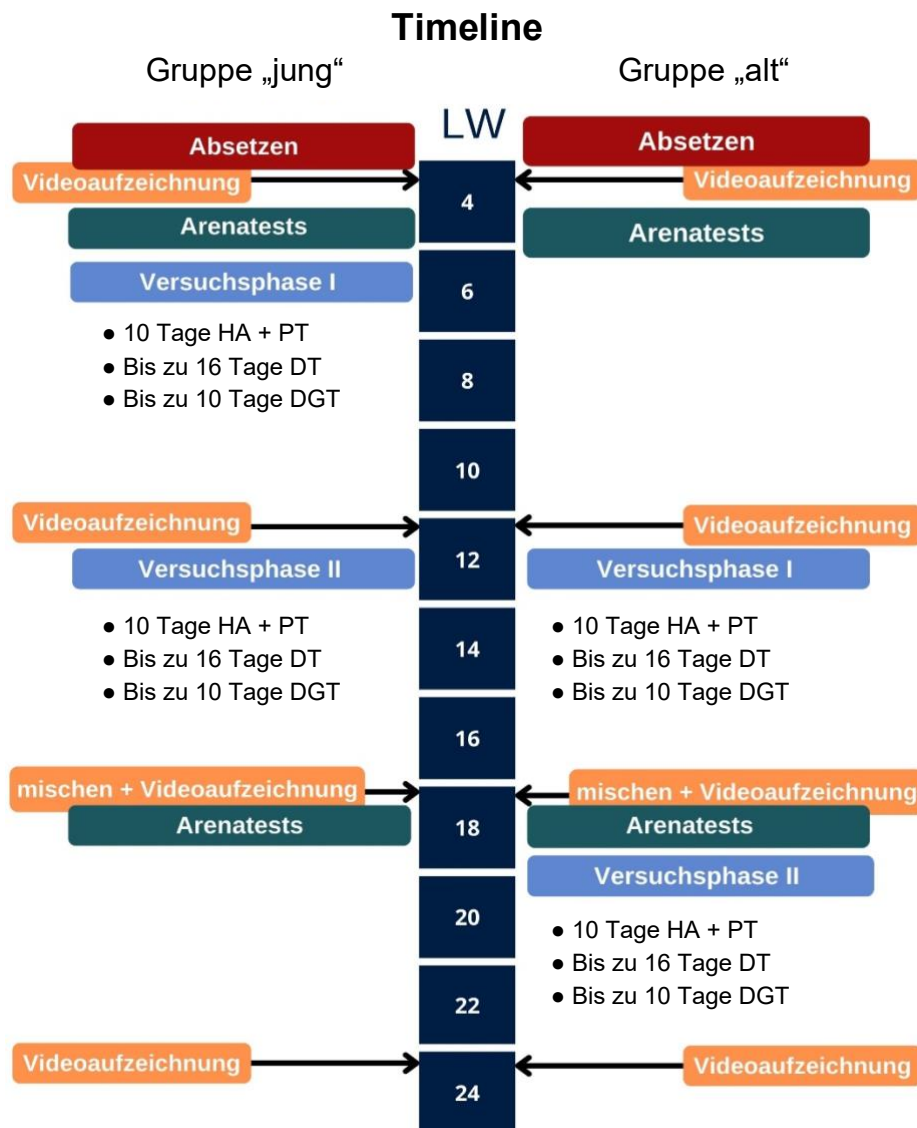 Timeline
Gruppe „jung“
Gruppe „alt“
LW
Absetzen
Absetzen
Videoaufzeichnung
Videoaufzeichnung
4
Arenatests
Arenatests
Versuchsphase I
6
● 10 Tage HA + PT
● Bis zu 16 Tage DT
● Bis zu 10 Tage DGT
8
10
Videoaufzeichnung
Videoaufzeichnung
Versuchsphase II
12
Versuchsphase I
● 10 Tage HA + PT
● Bis zu 16 Tage DT
● Bis zu 10 Tage DGT
14
● 10 Tage HA + PT
● Bis zu 16 Tage DT
● Bis zu 10 Tage DGT
16
mischen + Videoaufzeichnung
mischen + Videoaufzeichnung
Arenatests
18
Arenatests
Versuchsphase II
20
● 10 Tage HA + PT
● Bis zu 16 Tage DT
● Bis zu 10 Tage DGT
22
Videoaufzeichnung
Videoaufzeichnung
24